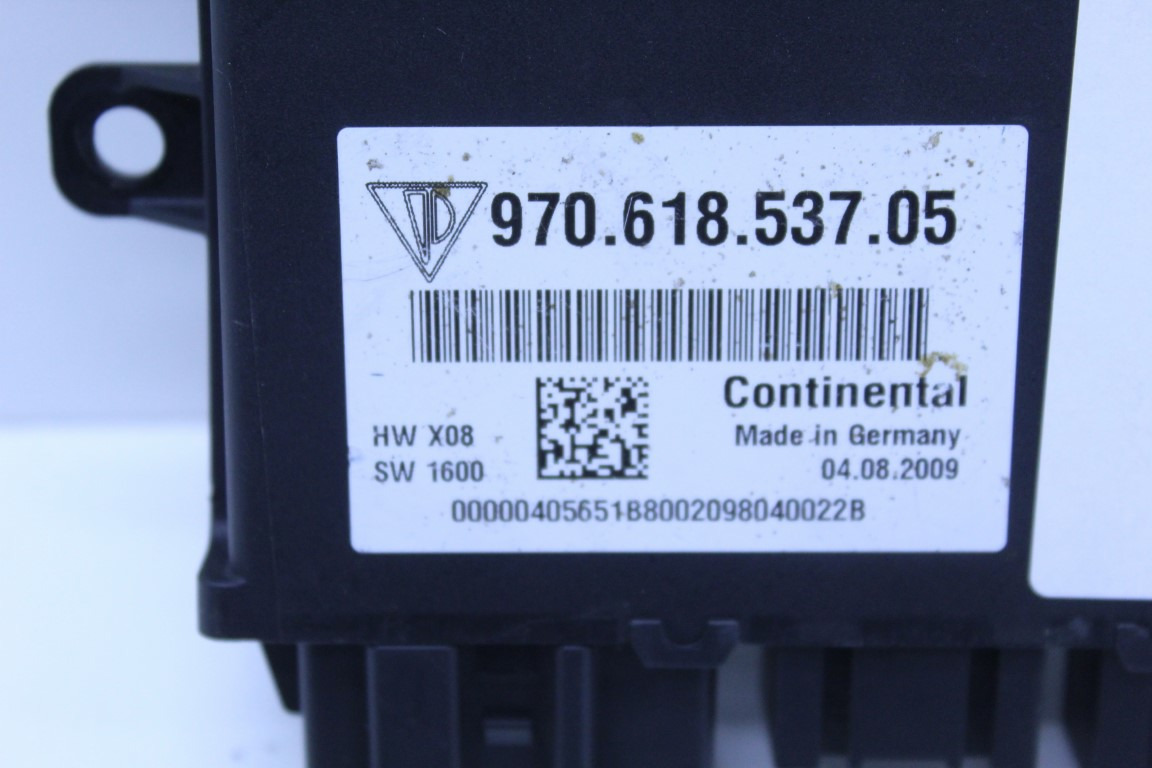 970.618.537.05
Continental
HW X08
Made in Germany
SW 1600
04.08.2009
00000405651B8002098040022B